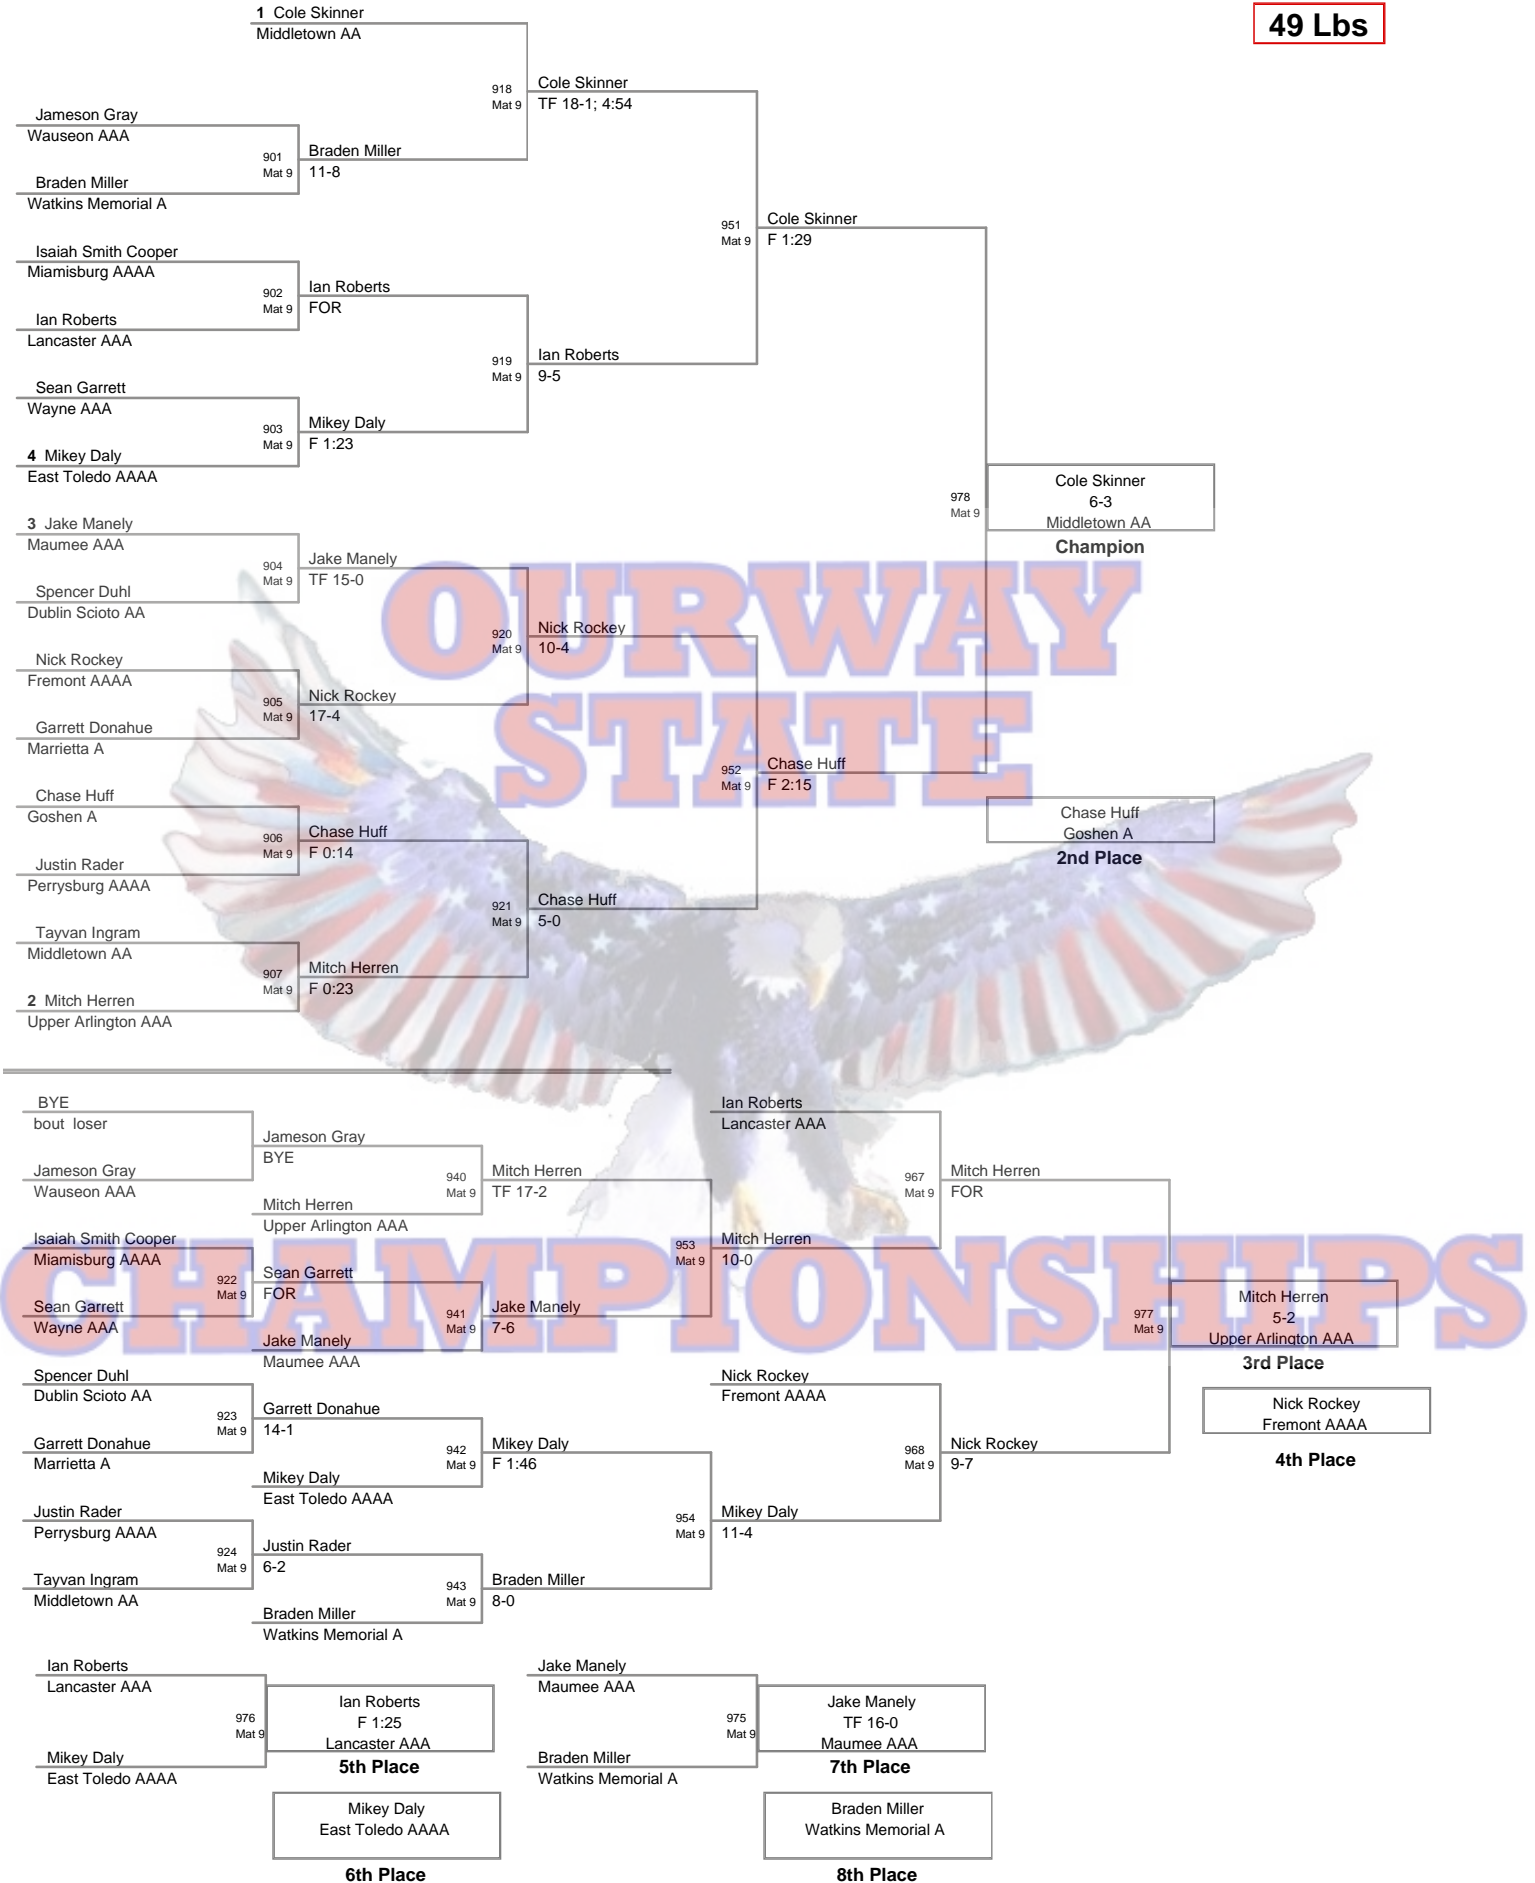 49 Lbs
1 Cole Skinner
Middletown AA
918
Mat 9
Cole Skinner
TF 18-1; 4:54
Jameson Gray
Wauseon AAA
901
Mat 9
Braden Miller
11-8
Braden Miller
Watkins Memorial A
951
Mat 9
Cole Skinner
F 1:29
Isaiah Smith Cooper
Miamisburg AAAA
902
Mat 9
Ian Roberts
FOR
Ian Roberts
Lancaster AAA
919
Mat 9
Ian Roberts
9-5
Sean Garrett
Wayne AAA
903
Mat 9
Mikey Daly
F 1:23
4 Mikey Daly
East Toledo AAAA
978
Mat 9
Cole Skinner
6-3
Middletown AA
Champion
3 Jake Manely
Maumee AAA
904
Mat 9
Jake Manely
TF 15-0
Spencer Duhl
Dublin Scioto AA
OURWAY
920
Mat 9
Nick Rockey
10-4
Nick Rockey
Fremont AAAA
905
Mat 9
Nick Rockey
17-4
Garrett Donahue
Marrietta A
STATE
952
Mat 9
Chase Huff
F 2:15
Chase Huff
Goshen A
906
Mat 9
Chase Huff
F 0:14
Chase Huff
Goshen A
2nd Place
Justin Rader
Perrysburg AAAA
921
Mat 9
Chase Huff
5-0
Tayvan Ingram
Middletown AA
907
Mat 9
Mitch Herren
F 0:23
2 Mitch Herren
Upper Arlington AAA
BYE
bout loser
Jameson Gray
BYE
Jameson Gray
Wauseon AAA
940
Mat 9
Mitch Herren
TF 17-2
Mitch Herren
Upper Arlington AAA
Ian Roberts
Lancaster AAA
967
Mat 9
Mitch Herren
FOR
Isaiah Smith Cooper
Miamisburg AAAA
922
Mat 9
Sean Garrett
FOR
Sean Garrett
Wayne AAA
941
Mat 9
Jake Manely
7-6
Jake Manely
Maumee AAA
953
Mat 9
Mitch Herren
10-0
CHAMPIONSHIPS
977
Mat 9
Mitch Herren
5-2
Upper Arlington AAA
3rd Place
Spencer Duhl
Dublin Scioto AA
923
Mat 9
Garrett Donahue
14-1
Garrett Donahue
Marrietta A
942
Mat 9
Mikey Daly
F 1:46
Mikey Daly
East Toledo AAAA
Nick Rockey
Fremont AAAA
968
Mat 9
Nick Rockey
9-7
Nick Rockey
Fremont AAAA
4th Place
Justin Rader
Perrysburg AAAA
924
Mat 9
Justin Rader
6-2
Tayvan Ingram
Middletown AA
943
Mat 9
Braden Miller
8-0
Braden Miller
Watkins Memorial A
954
Mat 9
Mikey Daly
11-4
Ian Roberts
Lancaster AAA
976
Mat 9
Ian Roberts
F 1:25
Lancaster AAA
5th Place
Mikey Daly
East Toledo AAAA
Mikey Daly
East Toledo AAAA
6th Place
Jake Manely
Maumee AAA
975
Mat 9
Jake Manely
TF 16-0
Maumee AAA
7th Place
Braden Miller
Watkins Memorial A
Braden Miller
Watkins Memorial A
8th Place